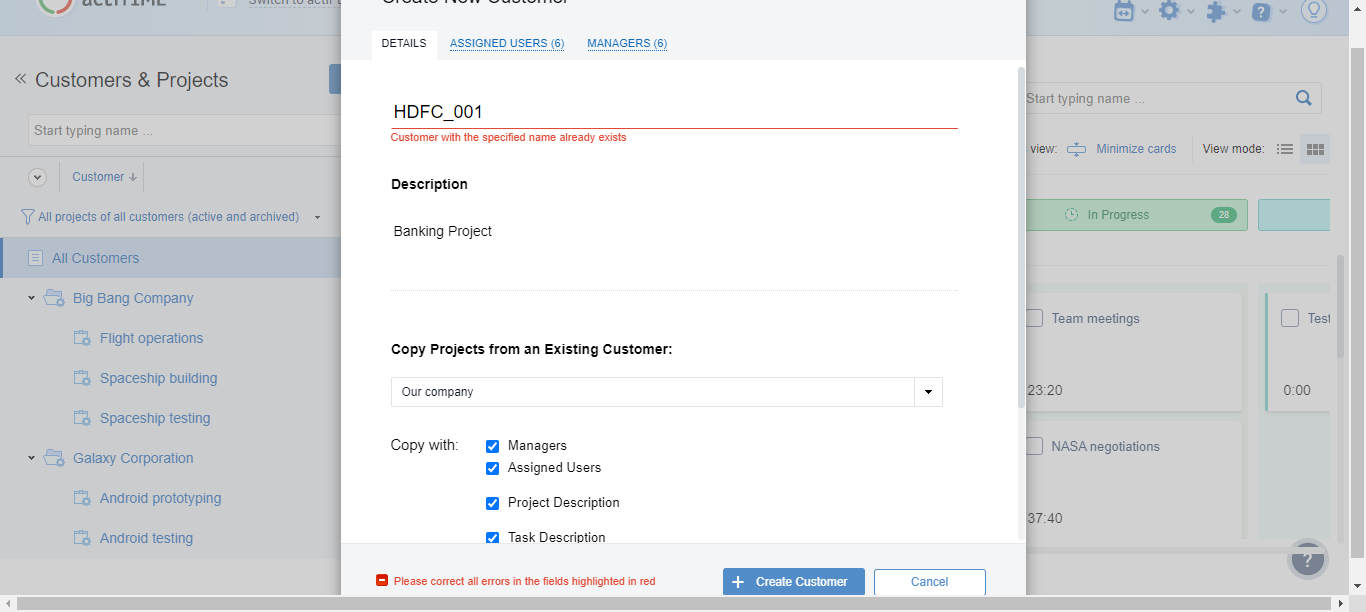 actiTIME
Switch to actiP
Create New Customer
DETAILS
ASSIGNED USERS (6)
MANAGERS (6)
Customers & Projects
Start typing name ...
Customer
All projects of all customers (active and archived)
All Customers
Big Bang Company
Flight operations
Spaceship building
Spaceship testing
Galaxy Corporation
Android prototyping
Android testing
HDFC_001
Customer with the specified name already exists
Description
Banking Project
Copy Projects from an Existing Customer:
Our company
Copy with:
Managers
Assigned Users
Project Description
Task Description
Please correct all errors in the fields highlighted in red
Create Customer
Cancel
Start typing name ...
view:
Minimize cards
View mode:
In Progress
28
Team meetings
23:20
Test
0:00
NASA negotiations
37:40
?
?